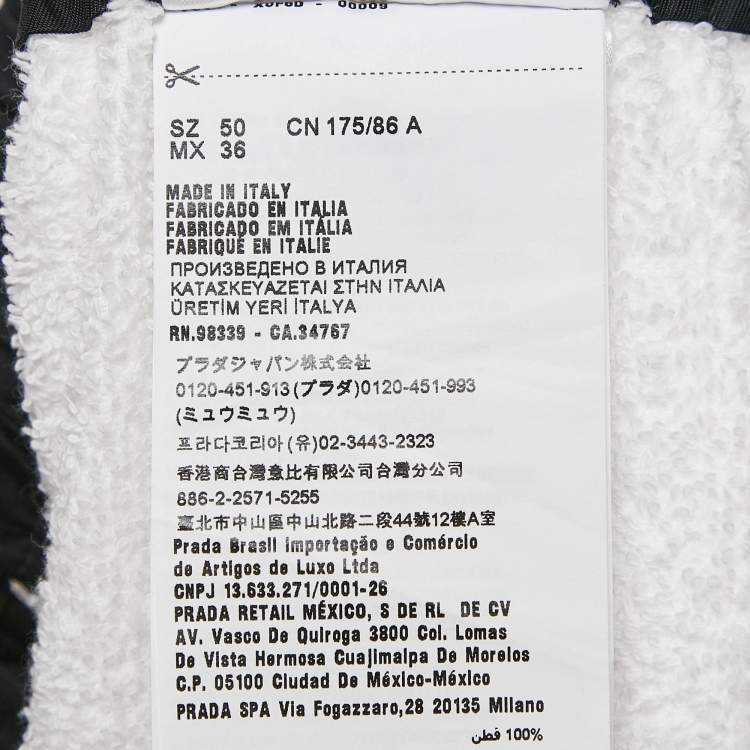 SZ 50 CN 175/86 A
MX 36
MADE IN ITALY
FABRICADO EN ITALIA
FABRICADO EM ITÁLIA
FABRIQUÉ EN ITALIE
ПРОИЗВЕДЕНО В ИТАЛИЯ
ΚΑΤΑΣΚΕΥΑΖΕΤΑΙ ΣΤΗΝ ΙΤΑΛΙΑ
ÜRETİM YERİ İTALYA
RN.98339 - CA.34767
プラダジャパン株式会社
0120-451-913(プラダ)0120-451-993
(ミュウミュウ)
프라다코리아(유)02-3443-2323
香港商台灣意比有限公司台灣分公司
886-2-2571-5255
臺北市中山區中山北路二段44號12樓A室
Prada Brasil Importação e Comércio
de Artigos de Luxo Ltda
CNPJ 13.633.271/0001-26
PRADA RETAIL MÉXICO, S DE RL DE CV
AV. Vasco De Quiroga 3800 Col. Lomas
De Vista Hermosa Cuajimalpa De Morelos
C.P. 05100 Ciudad De México-México
PRADA SPA Via Fogazzaro,28 20135 Milano
100% قطن